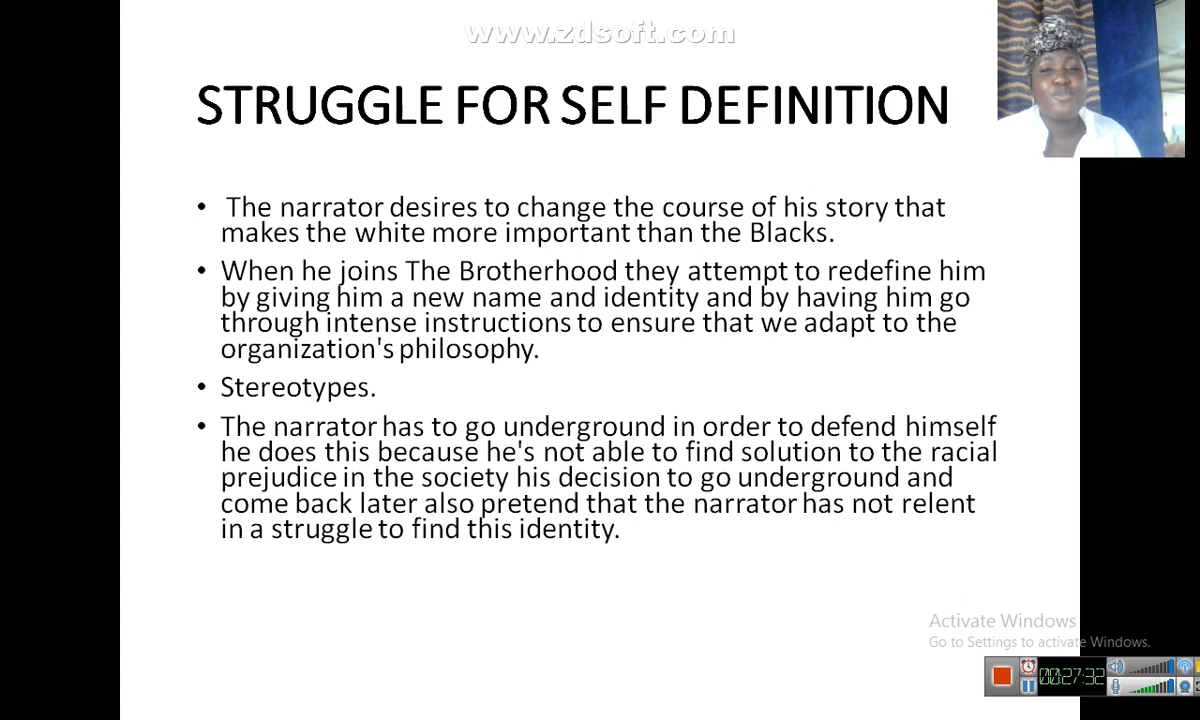 www.zdsoft.com
STRUGGLE FOR SELF DEFINITION
• The narrator desires to change the course of his story that
makes the white more important than the Blacks.
• When he joins The Brotherhood they attempt to redefine him
by giving him a new name and identity and by having him go
through intense instructions to ensure that we adapt to the
organization's philosophy.
• Stereotypes.
• The narrator has to go underground in order to defend himself
he does this because he's not able to find solution to the racial
prejudice in the society his decision to go underground and
come back later also pretend that the narrator has not relent
in a struggle to find this identity.
Activate Windows
Go to Settings to activate Windows.
00:27:32